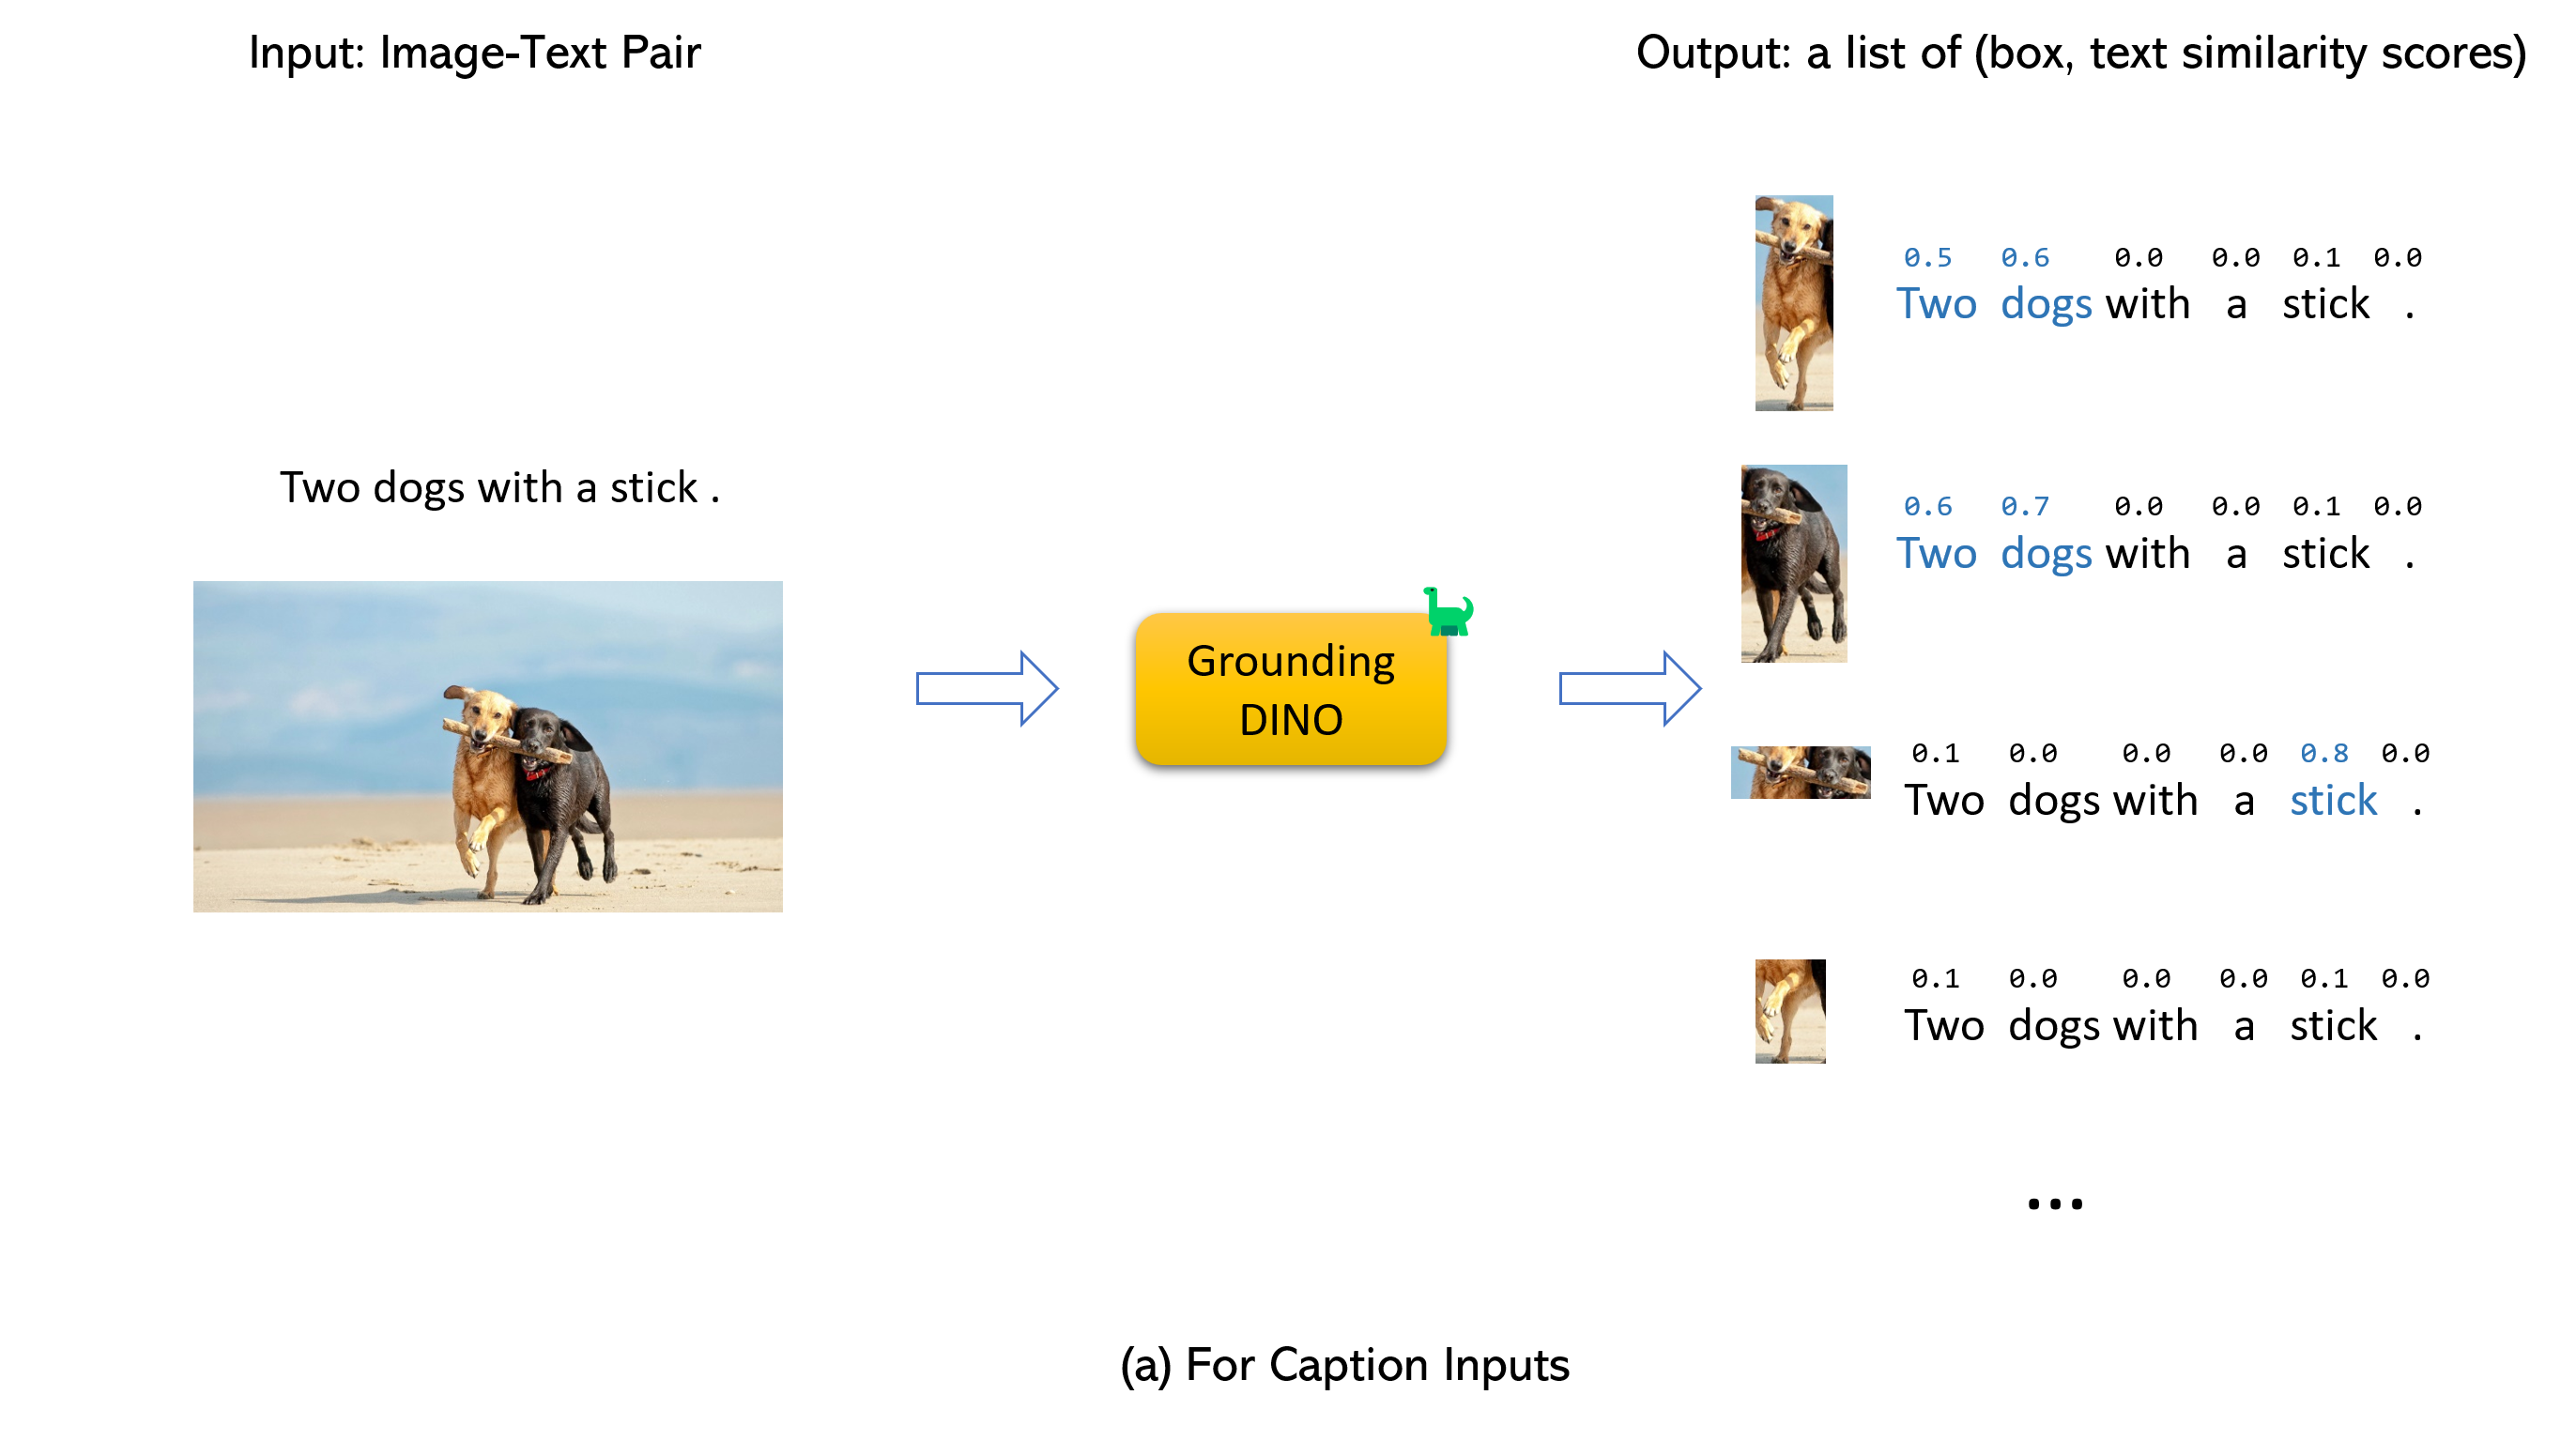 Input: Image-Text Pair
Output: a list of (box, text similarity scores)
Two dogs with a stick .
Grounding
DINO
0.5 0.6 0.0 0.0 0.1 0.0
Two dogs with a stick .
0.6 0.7 0.0 0.0 0.1 0.0
Two dogs with a stick .
0.1 0.0 0.0 0.0 0.8 0.0
Two dogs with a stick .
0.1 0.0 0.0 0.0 0.1 0.0
Two dogs with a stick .
...
(a) For Caption Inputs